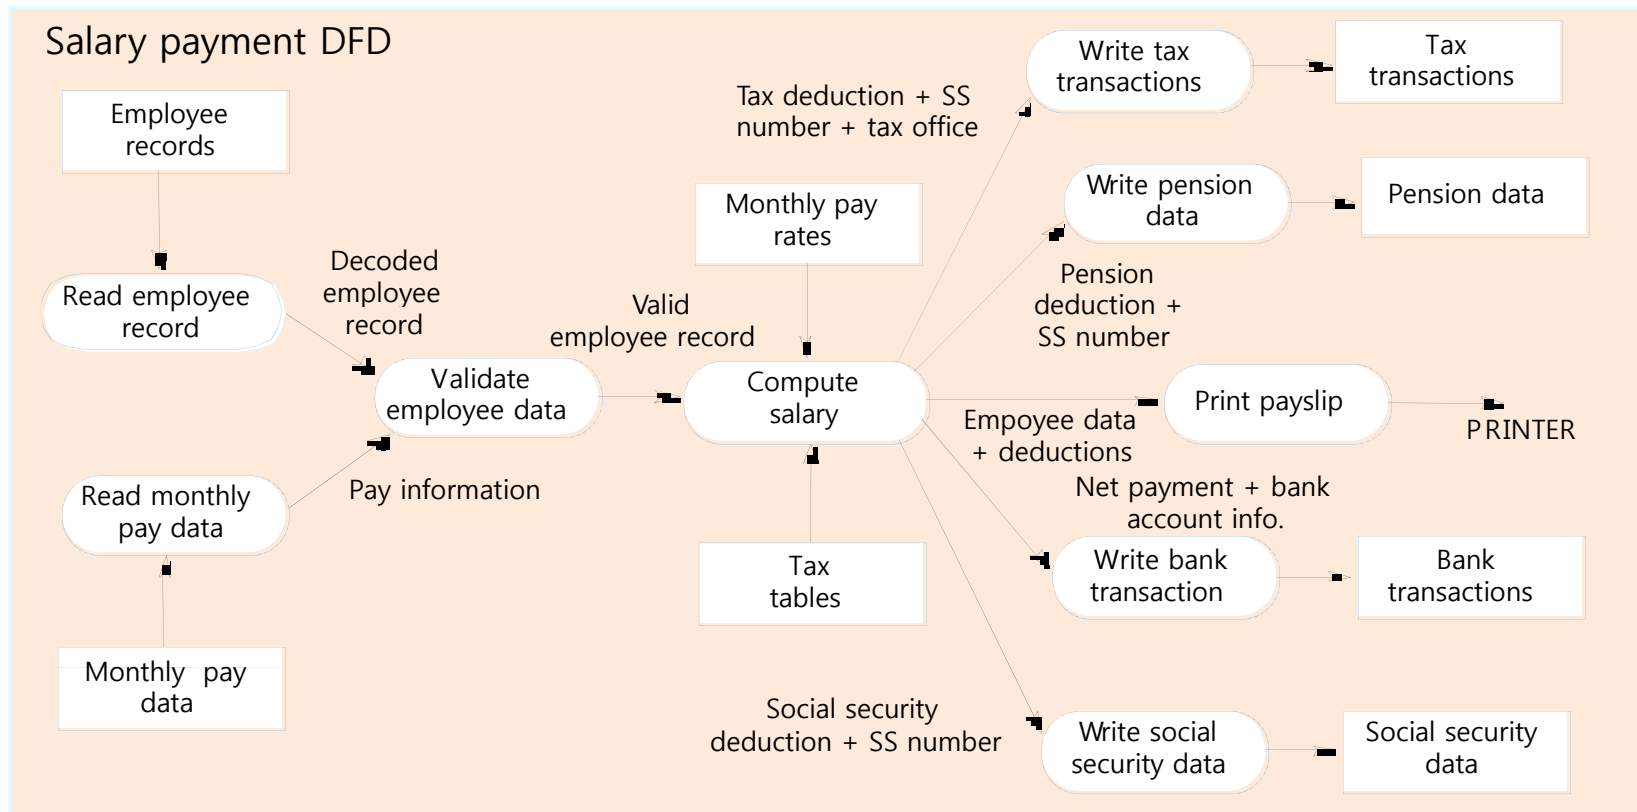 Salary payment DFD
Employee
records
Read employee
record
Decoded
employee
record
Validate
employee data
Pay information
Read monthly
pay data
Monthly pay
data
Valid
employee record
Monthly pay
rates
Compute
salary
Tax
tables
Tax deduction + SS
number + tax office
Write tax
transactions
Tax
transactions
Write pension
data
Pension data
Pension
deduction +
SS number
Print payslip
PRINTER
Empoyee data
+ deductions
Net payment + bank
account info.
Write bank
transaction
Bank
transactions
Social security
deduction + SS number
Write social
security data
Social security
data